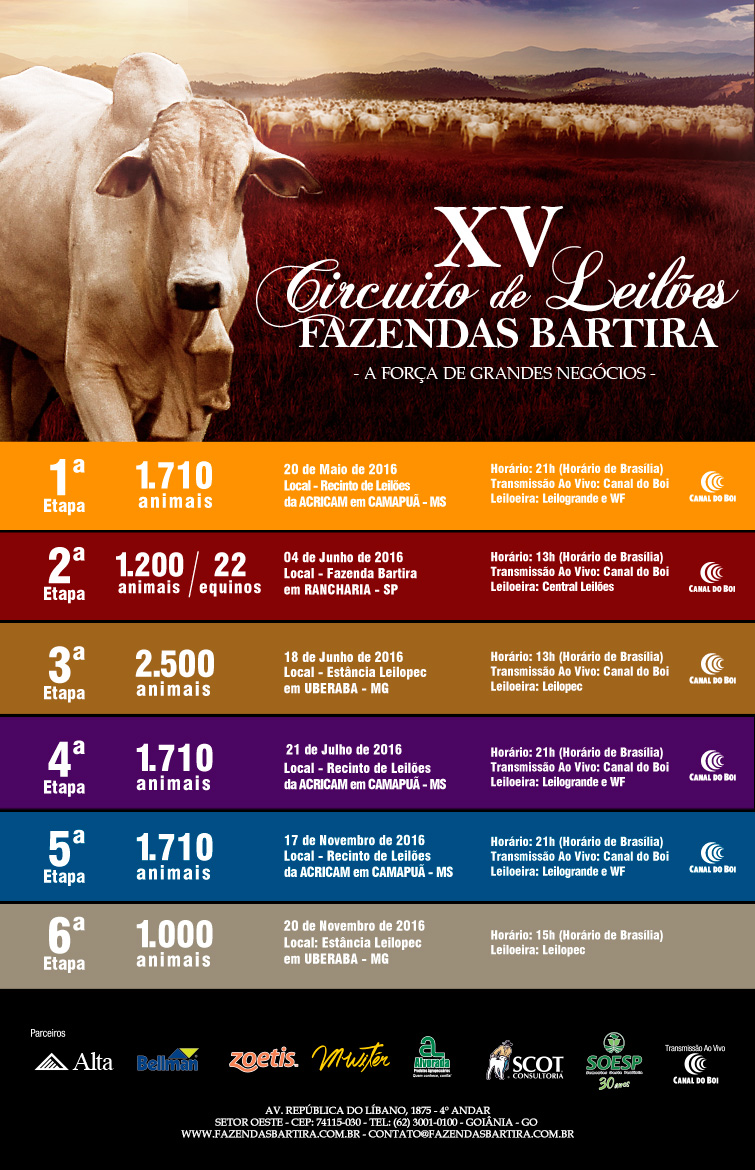 XV
Circuito de Leilões
FAZENDAS BARTIRA
- A FORÇA DE GRANDES NEGÓCIOS -
1ª
Etapa
1.710
animais
20 de Maio de 2016
Local - Recinto de Leilões
da ACRICAM em CAMAPUÃ - MS
Horário: 21h (Horário de Brasília)
Transmissão Ao Vivo: Canal do Boi
Leiloeira: Leilogrande e WF
CANAL DO BOI
2ª
Etapa
1.200 / 22
animais / equinos
04 de Junho de 2016
Local - Fazenda Bartira
em RANCHARIA - SP
Horário: 13h (Horário de Brasília)
Transmissão Ao Vivo: Canal do Boi
Leiloeira: Central Leilões
CANAL DO BOI
3ª
Etapa
2.500
animais
18 de Junho de 2016
Local - Estância Leilopec
em UBERABA - MG
Horário: 13h (Horário de Brasília)
Transmissão Ao Vivo: Canal do Boi
Leiloeira: Leilopec
CANAL DO BOI
4ª
Etapa
1.710
animais
21 de Julho de 2016
Local - Recinto de Leilões
da ACRICAM em CAMAPUÃ - MS
Horário: 21h (Horário de Brasília)
Transmissão Ao Vivo: Canal do Boi
Leiloeira: Leilogrande e WF
CANAL DO BOI
5ª
Etapa
1.710
animais
17 de Novembro de 2016
Local - Recinto de Leilões
da ACRICAM em CAMAPUÃ - MS
Horário: 21h (Horário de Brasília)
Transmissão Ao Vivo: Canal do Boi
Leiloeira: Leilogrande e WF
CANAL DO BOI
6ª
Etapa
1.000
animais
20 de Novembro de 2016
Local: Estância Leilopec
em UBERABA - MG
Horário: 15h (Horário de Brasília)
Leiloeira: Leilopec
Parceiros
Alta
Bellman
zoetis
Alvorada
Produtos Agropecuários
Quem conhece, confia!
SCOT
CONSULTORIA
SOESP
30 anos
Transmissão Ao Vivo
CANAL DO BOI
AV. REPÚBLICA DO LÍBANO, 1875 - 4º ANDAR
SETOR OESTE - CEP: 74115-030 - TEL: (62) 3001-0100 - GOIÂNIA - GO
WWW.FAZENDASBARTIRA.COM.BR - CONTATO@FAZENDASBARTIRA.COM.BR